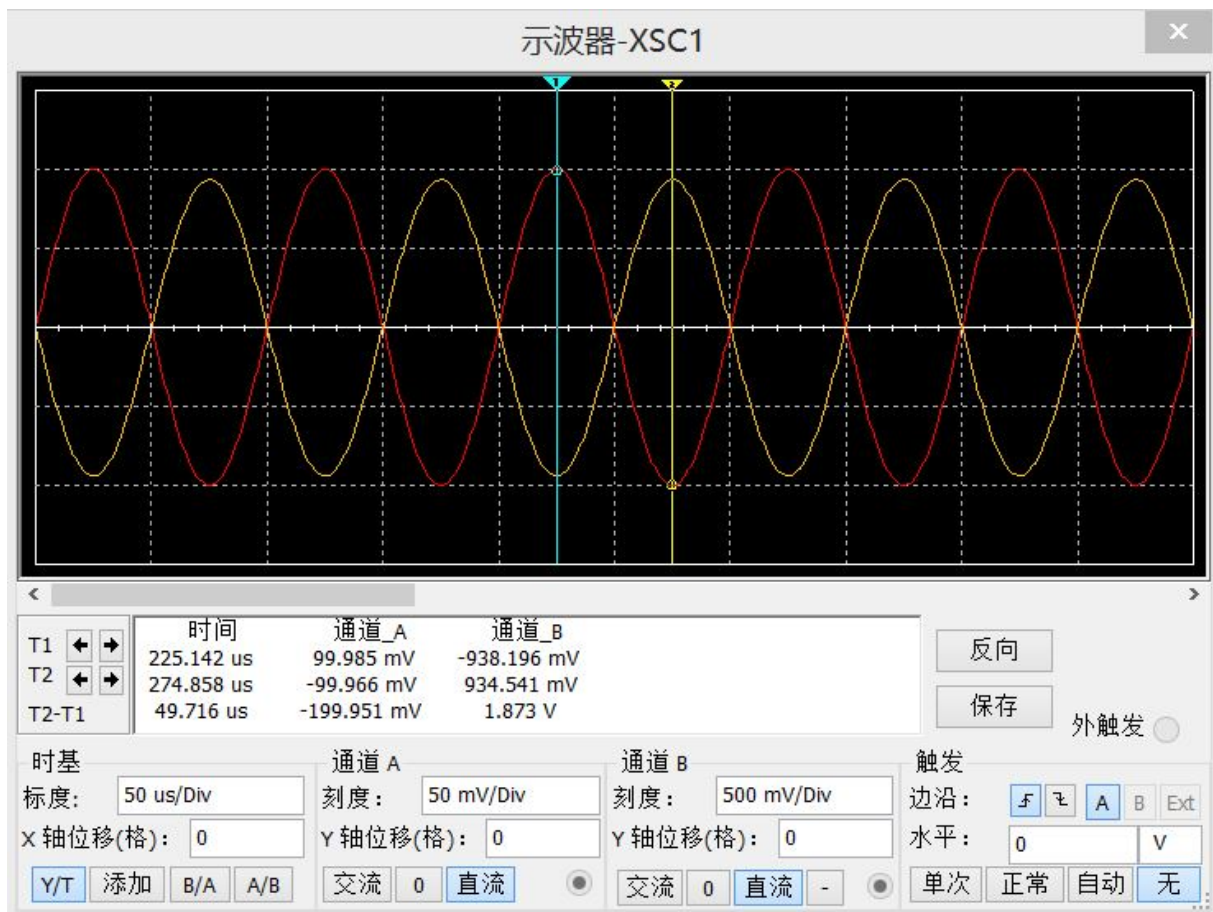 示波器-XSC1
×
1 2
时间 通道_A 通道_B
T1 225.142 us 99.985 mV -938.196 mV
T2 274.858 us -99.966 mV 934.541 mV
T2-T1 49.716 us -199.951 mV 1.873 V
反向
保存
外触发
时基
标度: 50 us/Div
X 轴位移(格): 0
Y/T 添加 B/A A/B
通道 A
刻度: 50 mV/Div
Y 轴位移(格): 0
交流 0 直流
通道 B
刻度: 500 mV/Div
Y 轴位移(格): 0
交流 0 直流 -
触发
边沿: A B Ext
水平: 0 V
单次 正常 自动 无